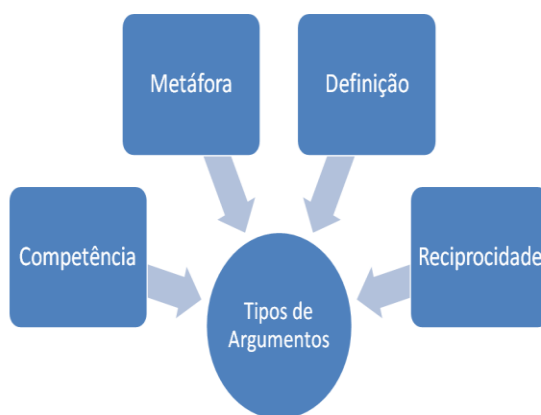 Metáfora
Definição
Competência
Reciprocidade
Tipos de
Argumentos